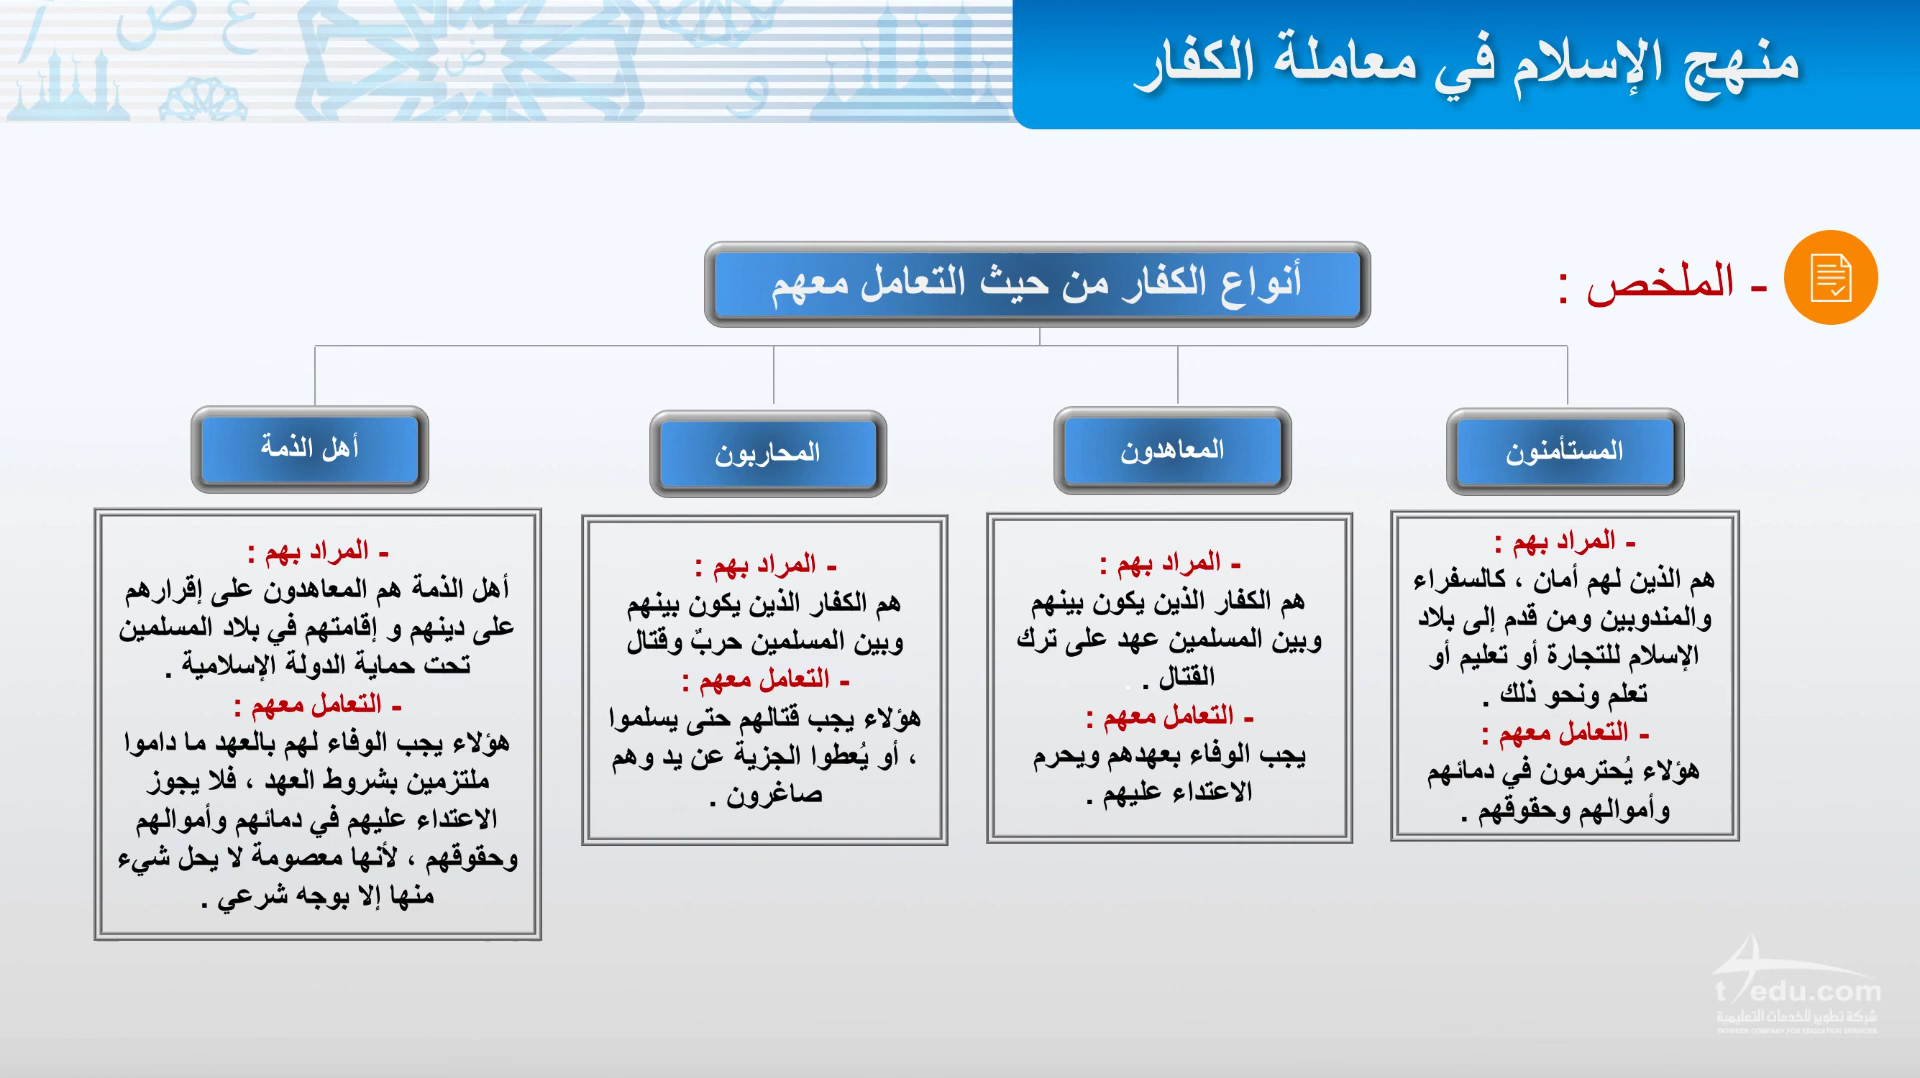 منهج الإسلام في معاملة الكفار
- الملخص :
أنواع الكفار من حيث التعامل معهم
المستأمنون
- المراد بهم :
هم الذين لهم أمان ، كالسفراء
والمندوبين ومن قدم إلى بلاد
الإسلام للتجارة أو تعليم أو
تعلم ونحو ذلك .
- التعامل معهم :
هؤلاء يُحترمون في دمائهم
وأموالهم وحقوقهم .
المعاهدون
- المراد بهم :
هم الكفار الذين يكون بينهم
وبين المسلمين عهد على ترك
القتال .
- التعامل معهم :
يجب الوفاء بعهدهم ويحرم
الاعتداء عليهم .
المحاربون
- المراد بهم :
هم الكفار الذين يكون بينهم
وبين المسلمين حربٌ وقتال
- التعامل معهم :
هؤلاء يجب قتالهم حتى يسلموا
، أو يُعطوا الجزية عن يد وهم
صاغرون .
أهل الذمة
- المراد بهم :
أهل الذمة هم المعاهدون على إقرارهم
على دينهم و إقامتهم في بلاد المسلمين
تحت حماية الدولة الإسلامية .
- التعامل معهم :
هؤلاء يجب الوفاء لهم بالعهد ما داموا
ملتزمين بشروط العهد ، فلا يجوز
الاعتداء عليهم في دمائهم وأموالهم
وحقوقهم ، لأنها معصومة لا يحل شيء
منها إلا بوجه شرعي .
t4edu.com
شركة تطوير للخدمات التعليمية
TATWEER COMPANY FOR EDUCATION SERVICES